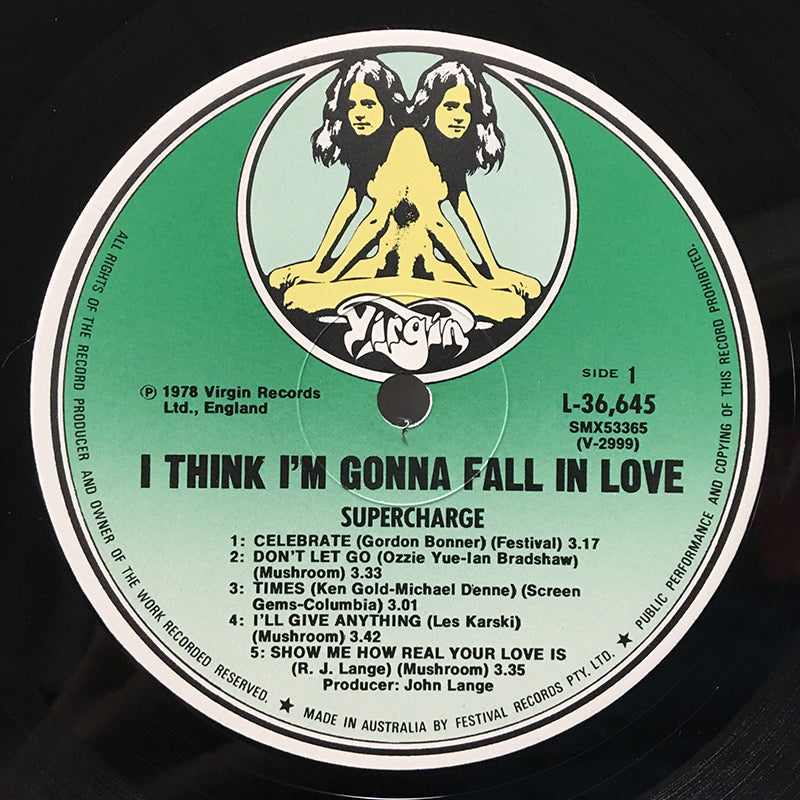 Virgin
SIDE 1
℗ 1978 Virgin Records
Ltd., England
L-36,645
SMX53365
(V-2999)
I THINK I'M GONNA FALL IN LOVE
SUPERCHARGE
1: CELEBRATE (Gordon Bonner) (Festival) 3.17
2: DON'T LET GO (Ozzie Yue-Ian Bradshaw)
(Mushroom) 3.33
3: TIMES (Ken Gold-Michael Denne) (Screen
Gems-Columbia) 3.01
4: I'LL GIVE ANYTHING (Les Karski)
(Mushroom) 3.42
5: SHOW ME HOW REAL YOUR LOVE IS
(R. J. Lange) (Mushroom) 3.35
Producer: John Lange
ALL RIGHTS OF THE RECORD PRODUCER AND OWNER OF THE WORK RECORDED RESERVED. ★ MADE IN AUSTRALIA BY FESTIVAL RECORDS PTY. LTD. ★ PUBLIC PERFORMANCE AND COPYING OF THIS RECORD PROHIBITED.